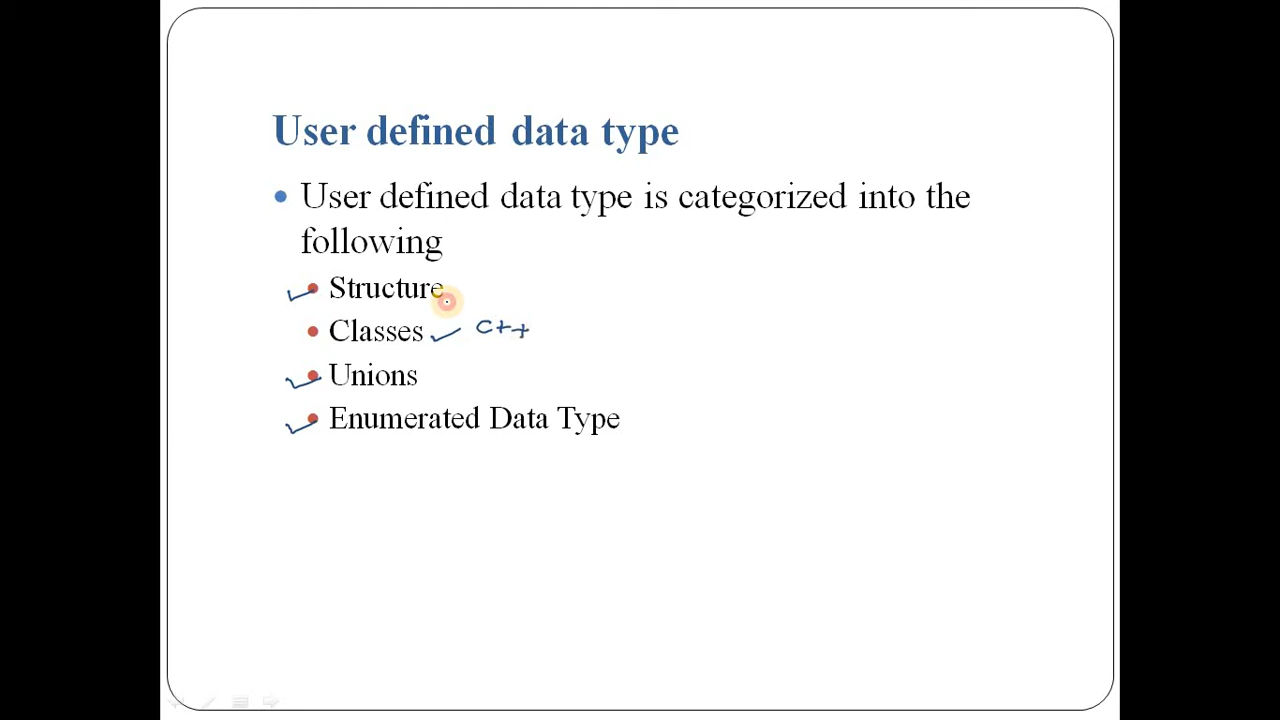 User defined data type
User defined data type is categorized into the
following
Structure
Classes C++
Unions
Enumerated Data Type